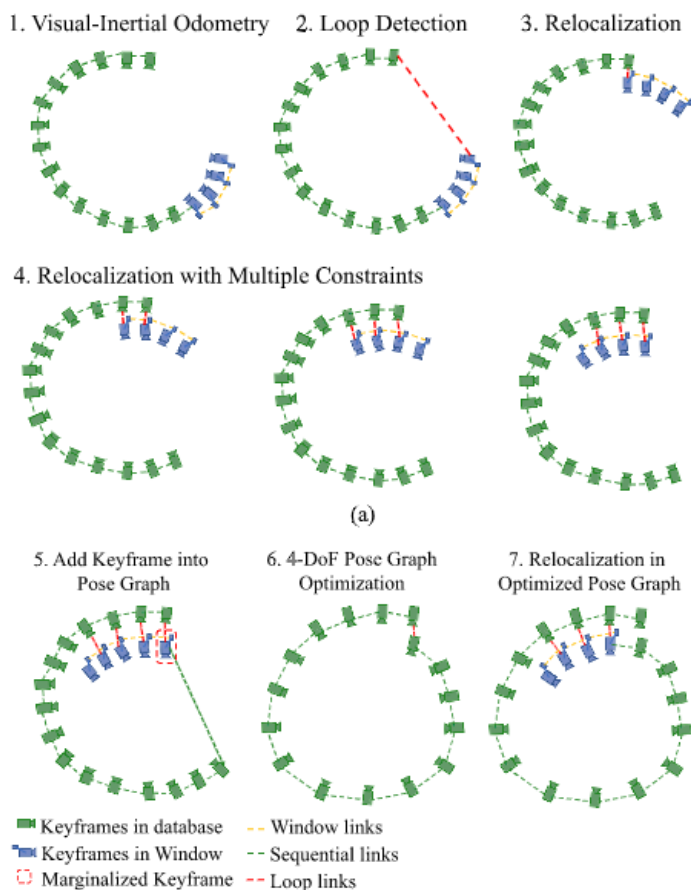 1. Visual-Inertial Odometry
2. Loop Detection
3. Relocalization
4. Relocalization with Multiple Constraints
(a)
5. Add Keyframe into
Pose Graph
6. 4-DoF Pose Graph
Optimization
7. Relocalization in
Optimized Pose Graph
Keyframes in database
Window links
Keyframes in Window
Sequential links
Marginalized Keyframe
Loop links